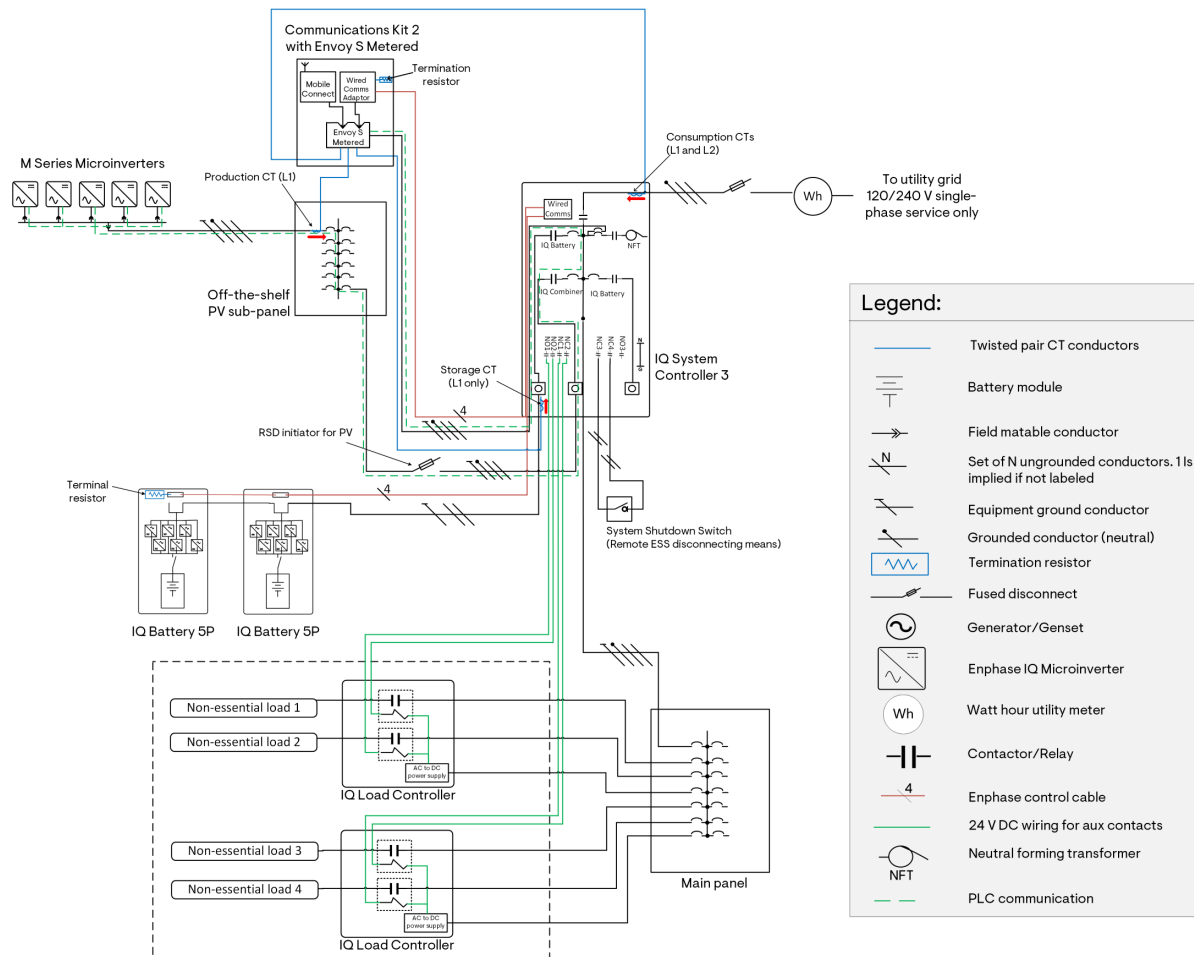 Communications Kit 2
with Envoy S Metered
Termination
resistor
Mobile
Connect
Wired
Comms
Adaptor
Envoy S
Metered
Consumption CTs
(L1 and L2)
M Series Microinverters
Production CT (L1)
Wh
To utility grid
120/240 V single-
phase service only
Wired
Comms
IQ Battery
NFT
IQ Combiner
IQ Battery
Off-the-shelf
PV sub-panel
NO1
NO2
NC1
NC2
NC3
NC4
NO3
N
G
IQ System
Controller 3
Storage CT
(L1 only)
4
RSD initiator for PV
Terminal
resistor
4
System Shutdown Switch
(Remote ESS disconnecting means)
IQ Battery 5P
IQ Battery 5P
Non-essential load 1
Non-essential load 2
AC to DC
power supply
IQ Load Controller
Non-essential load 3
Non-essential load 4
AC to DC
power supply
IQ Load Controller
Main panel
Legend:
Twisted pair CT conductors
Battery module
Field matable conductor
N
Set of N ungrounded conductors. 1 Is
implied if not labeled
Equipment ground conductor
Grounded conductor (neutral)
Termination resistor
Fused disconnect
Generator/Genset
Enphase IQ Microinverter
Wh
Watt hour utility meter
Contactor/Relay
4
Enphase control cable
24 V DC wiring for aux contacts
Neutral forming transformer
NFT
PLC communication